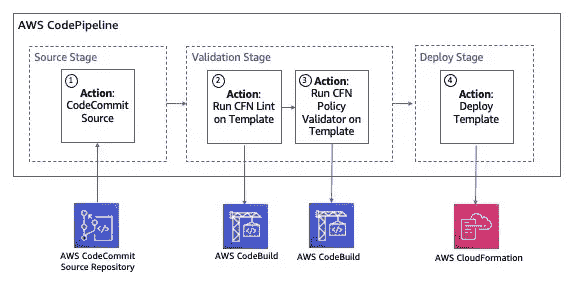 AWS CodePipeline
Source Stage
Validation Stage
Deploy Stage
1
Action:
CodeCommit
Source
2
Action:
Run CFN Lint
on Template
3
Action:
Run CFN
Policy
Validator on
Template
4
Action:
Deploy
Template
AWS CodeCommit
Source Repository
AWS CodeBuild
AWS CodeBuild
AWS CloudFormation